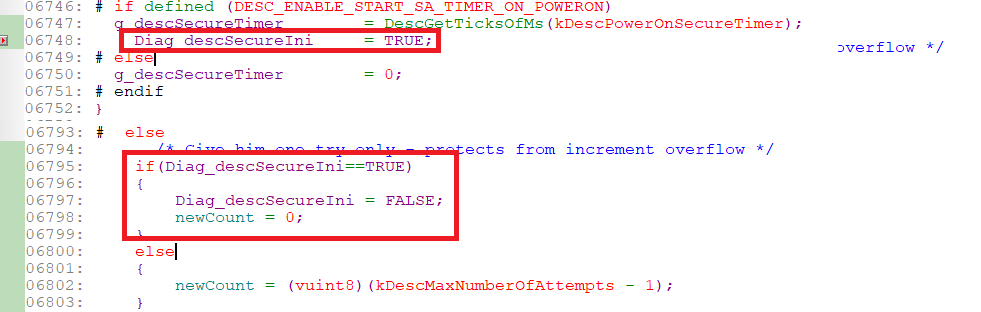 06746: # if defined (DESC_ENABLE_START_SA_TIMER_ON_POWERON)
06747:   g_descSecureTimer         = DescGetTicksOfMs(kDescPowerOnSecureTimer);
06748:     Diag_descSecureIni      = TRUE; overflow */
06749: # else
06750:   g_descSecureTimer         = 0;
06751: # endif
06752: }
06793: #  else
06794:       /* Give him one try only - protects from increment overflow */
06795:     if(Diag_descSecureIni==TRUE)
06796:     {
06797:         Diag_descSecureIni = FALSE;
06798:         newCount = 0;
06799:     }
06800:     else
06801:     {
06802:         newCount = (vuint8)(kDescMaxNumberOfAttempts - 1);
06803:     }